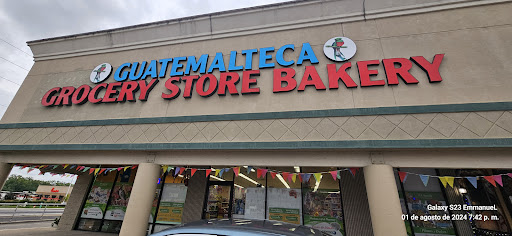 GUATEMALTECA
GROCERY STORE BAKERY
Galaxy S23 Emmanuel
01 de agosto de 2024 7:42 p. m.